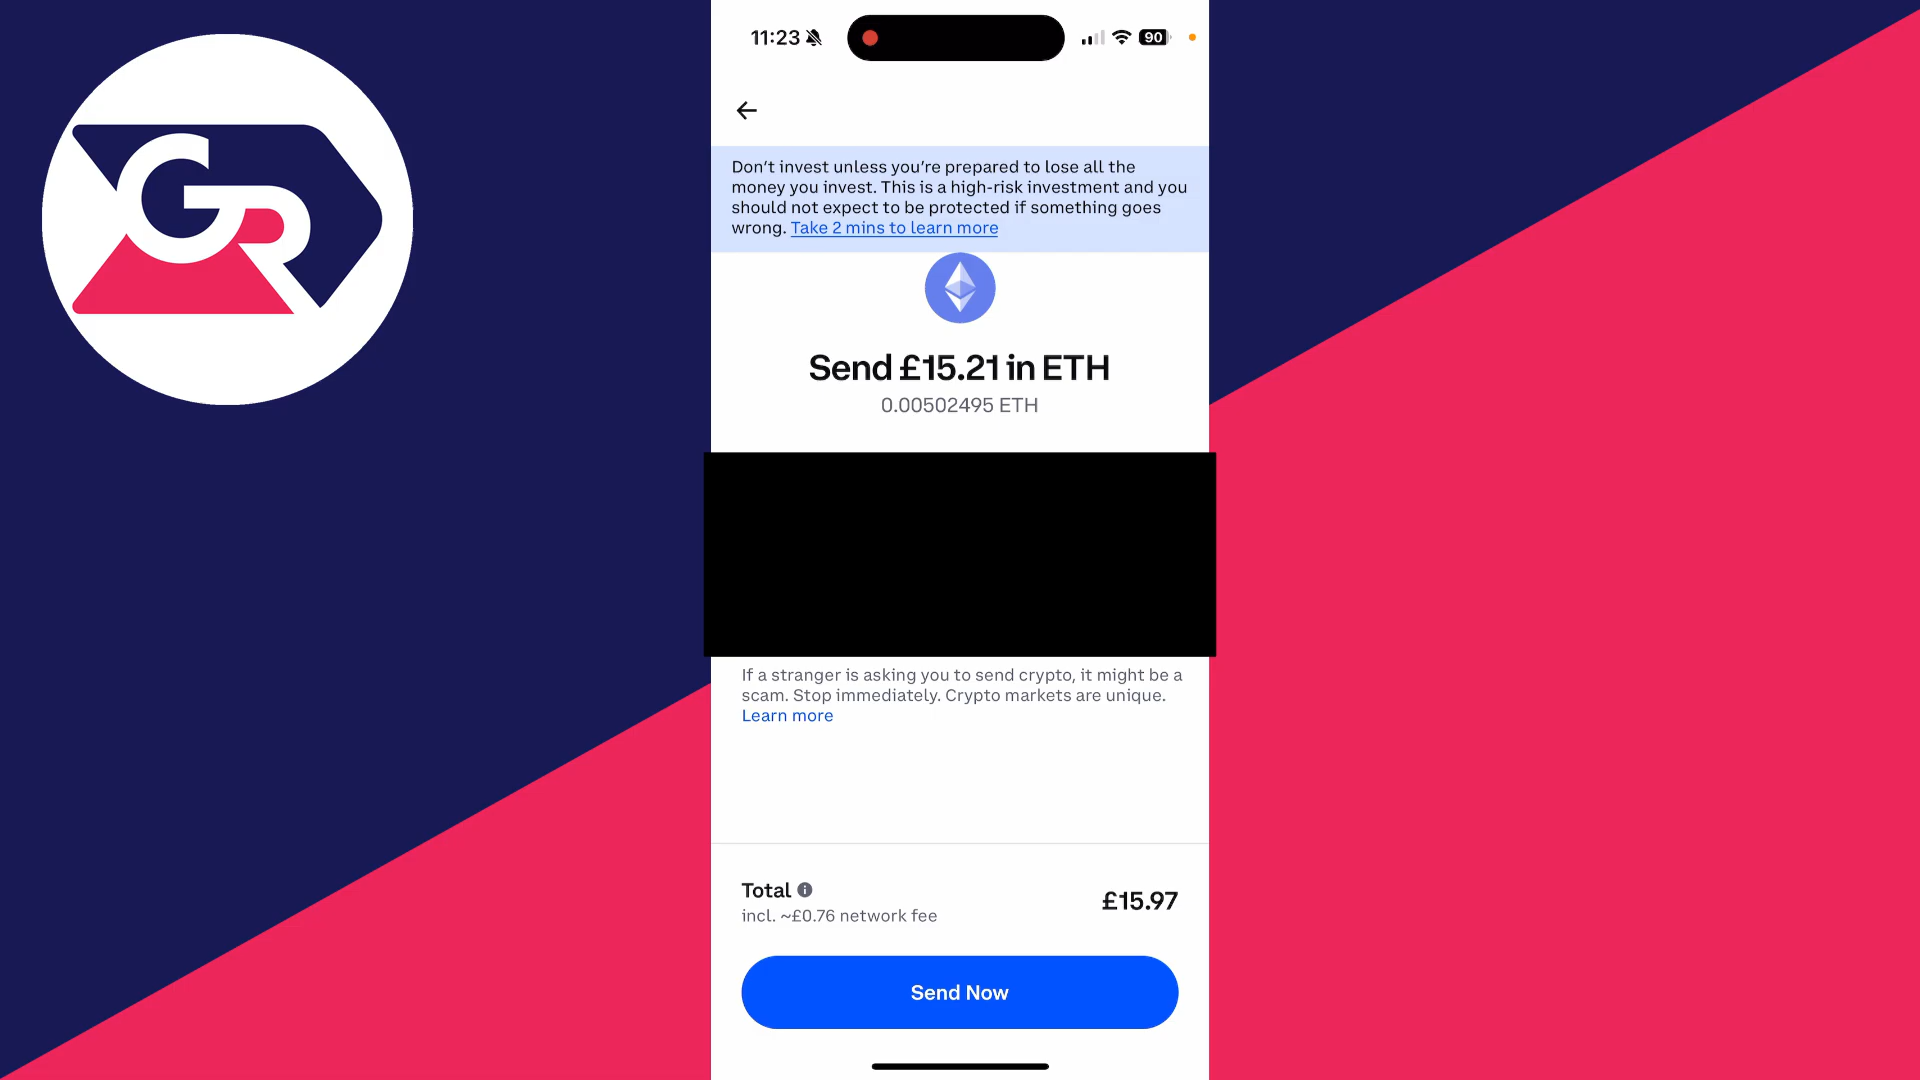 GR
11:23
90
Don't invest unless you're prepared to lose all the
money you invest. This is a high-risk investment and you
should not expect to be protected if something goes
wrong. Take 2 mins to learn more
Send £15.21 in ETH
0.00502495 ETH
If a stranger is asking you to send crypto, it might be a
scam. Stop immediately. Crypto markets are unique.
Learn more
Total
incl. ~£0.76 network fee
£15.97
Send Now